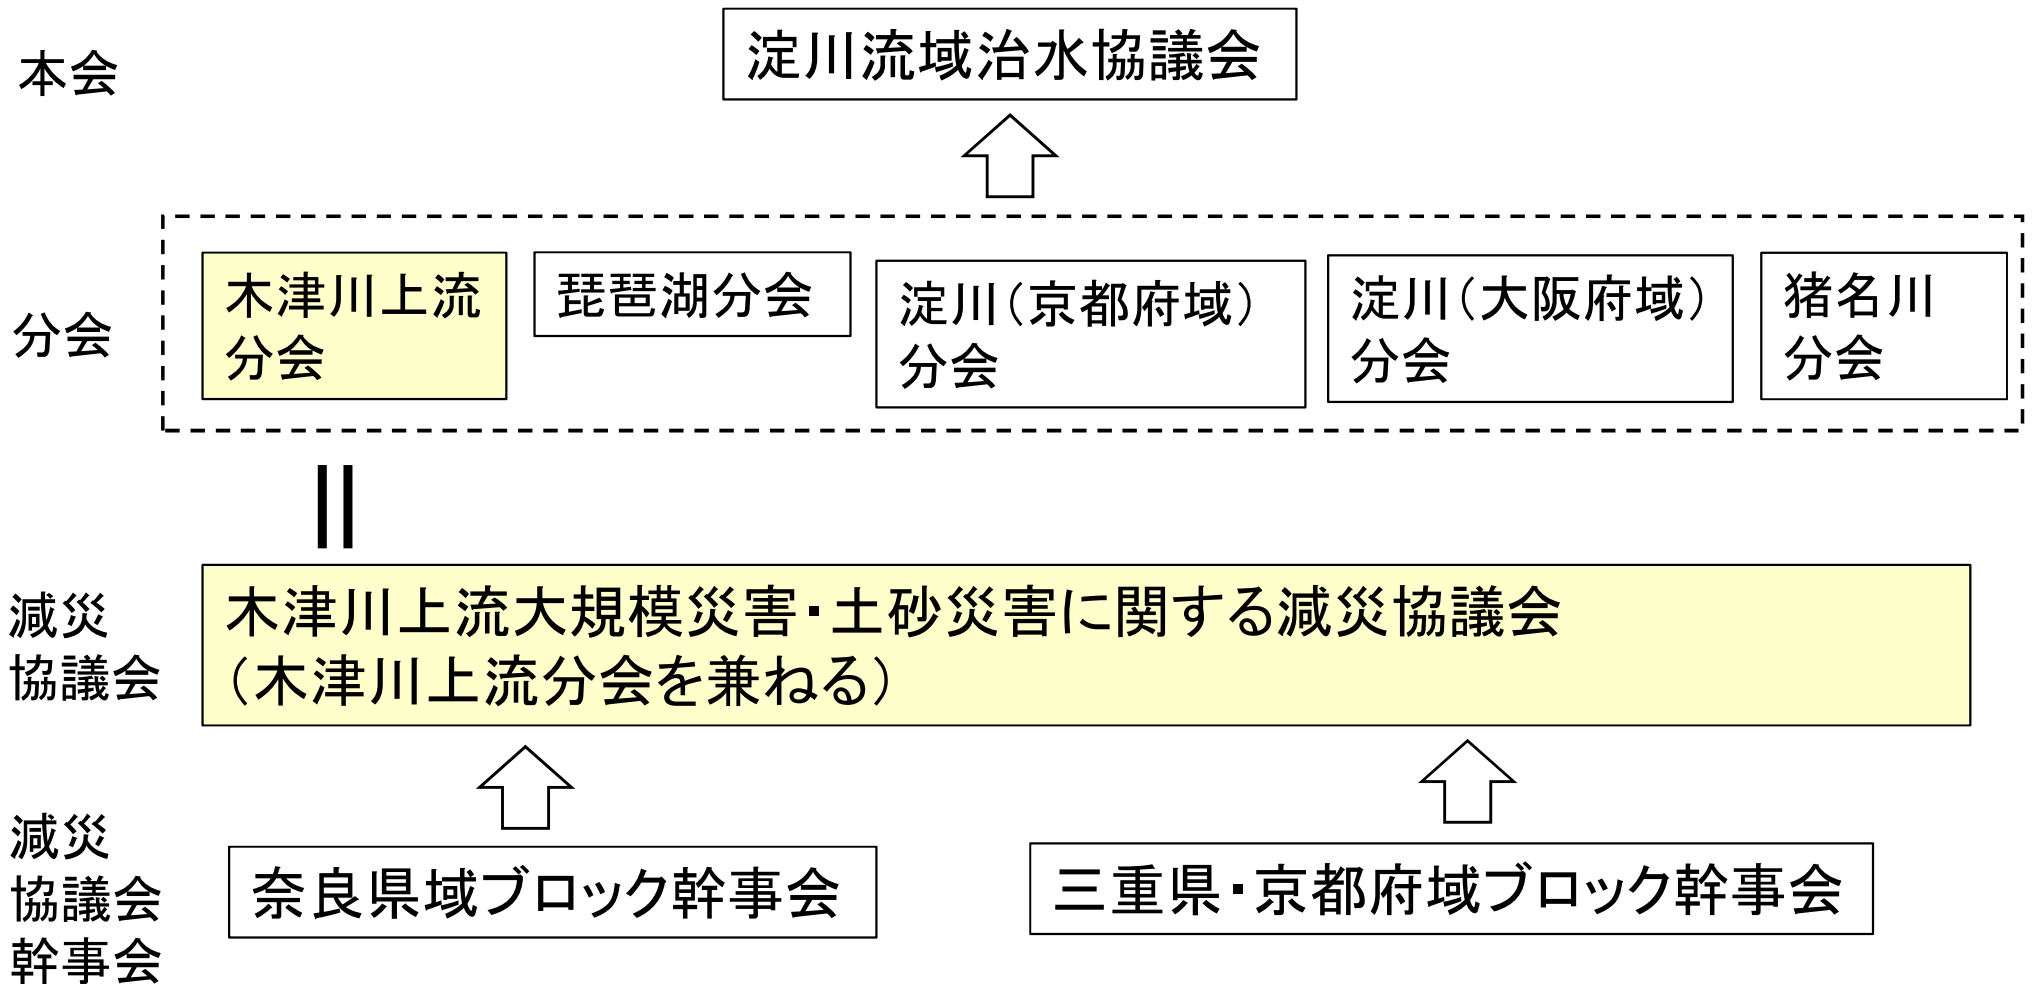 本会
淀川流域治水協議会
分会
木津川上流
分会
琵琶湖分会
淀川（京都府域）
分会
淀川（大阪府域）
分会
猪名川
分会
減災
協議会
木津川上流大規模災害・土砂災害に関する減災協議会
（木津川上流分会を兼ねる）
減災
協議会
幹事会
奈良県域ブロック幹事会
三重県・京都府域ブロック幹事会